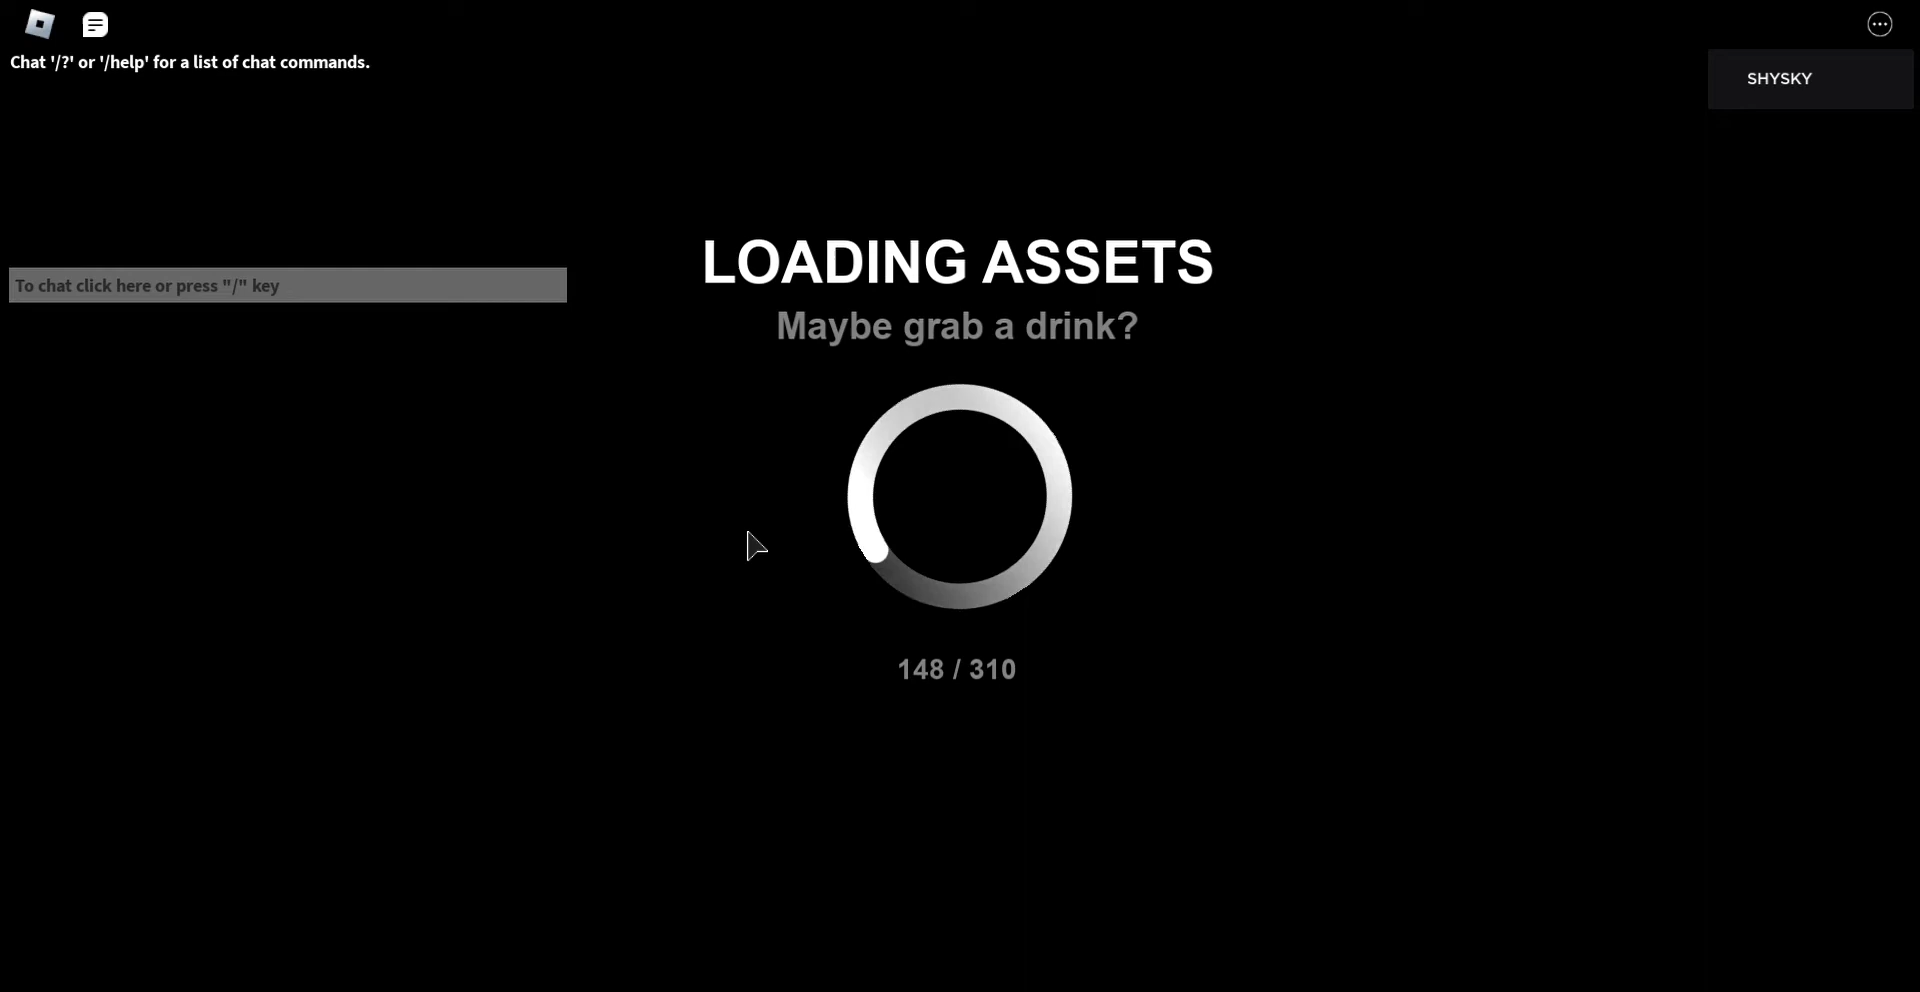 Chat '/?' or '/help' for a list of chat commands.
SHYSKY
LOADING ASSETS
To chat click here or press "/" key
Maybe grab a drink?
148 / 310